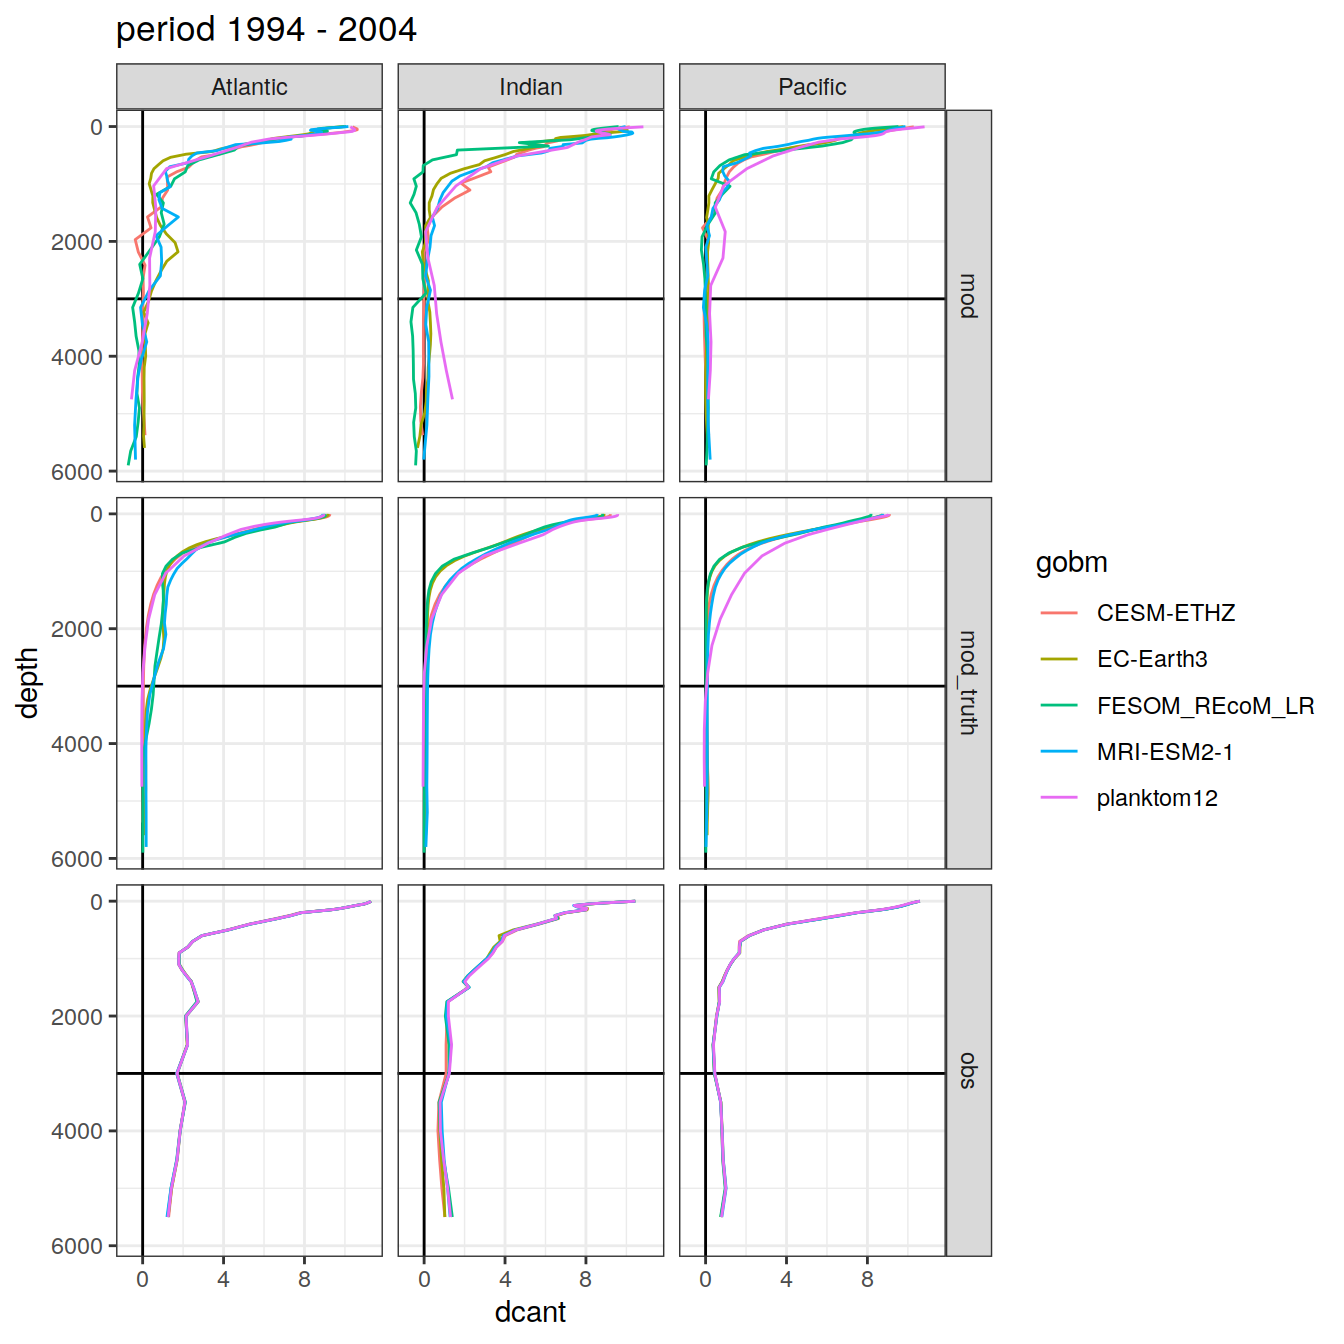 period 1994 - 2004
Atlantic
Indian
Pacific
0
2000
4000
6000
mod
0
2000
4000
6000
mod_truth
0
2000
4000
6000
obs
depth
0
4
8
0
4
8
0
4
8
dcant
gobm
CESM-ETHZ
EC-Earth3
FESOM_REcoM_LR
MRI-ESM2-1
planktom12